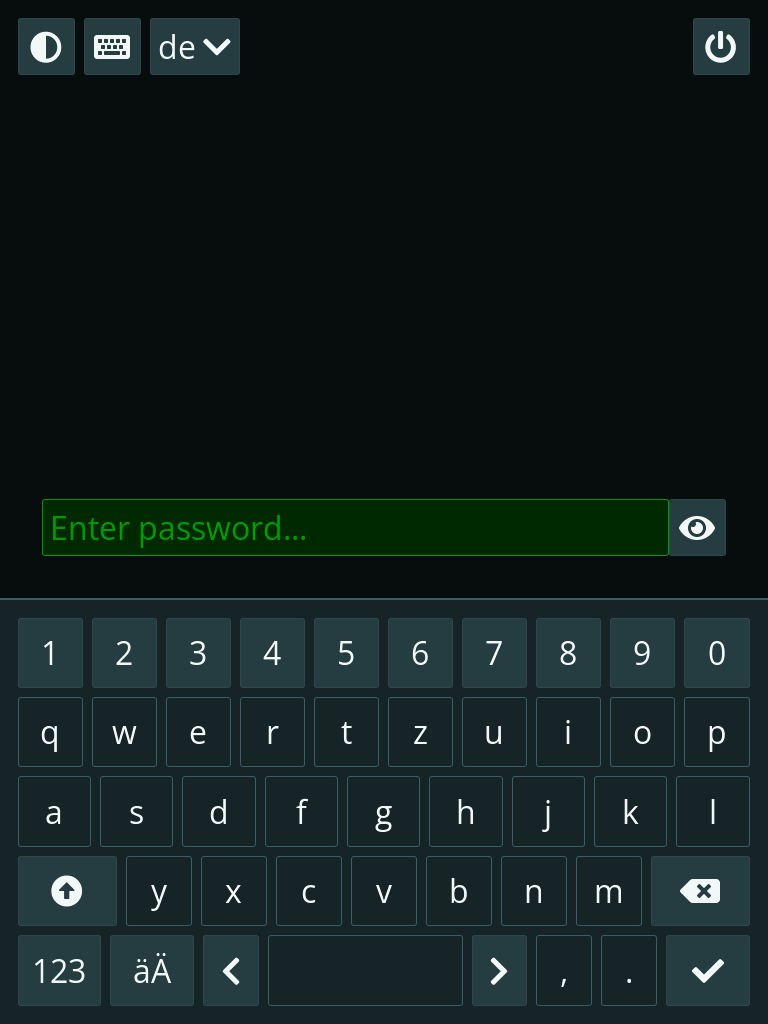 de
Enter password...
1 2 3 4 5 6 7 8 9 0
q w e r t z u i o p
a s d f g h j k l
y x c v b n m
123 äÄ , .